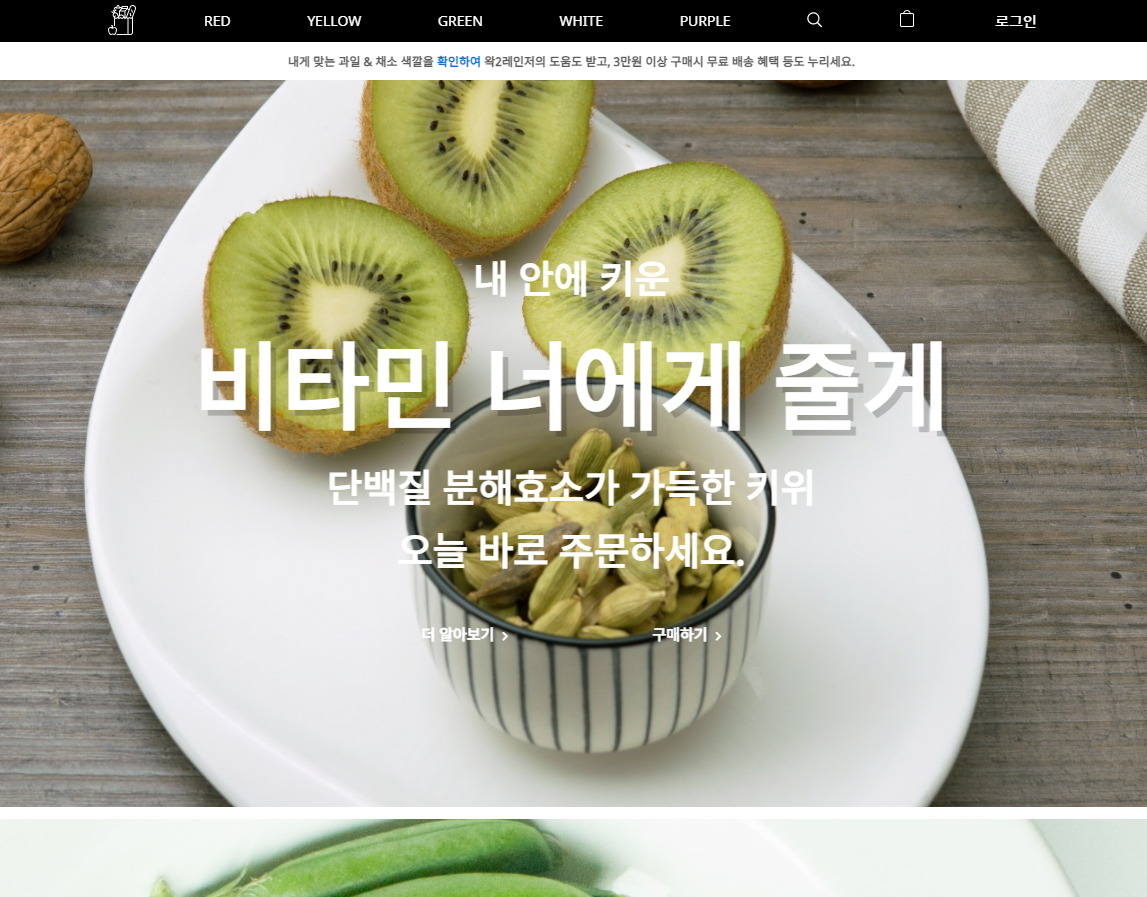 RED YELLOW GREEN WHITE PURPLE 로그인
내게 맞는 과일 & 채소 색깔을 확인하여 왁2레인저의 도움도 받고, 3만원 이상 구매시 무료 배송 혜택 등도 누리세요.
내 안에 키운
비타민 너에게 줄게
단백질 분해효소가 가득한 키위
오늘 바로 주문하세요.
더 알아보기 구매하기